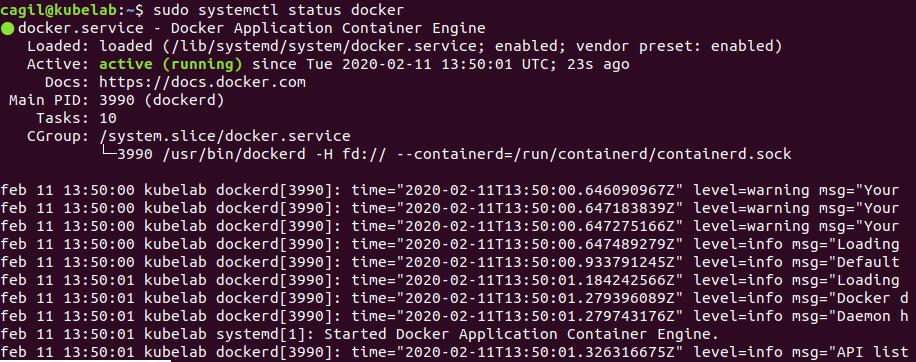 cagil@kubelab:~$ sudo systemctl status docker
● docker.service - Docker Application Container Engine
   Loaded: loaded (/lib/systemd/system/docker.service; enabled; vendor preset: enabled)
   Active: active (running) since Tue 2020-02-11 13:50:01 UTC; 23s ago
     Docs: https://docs.docker.com
 Main PID: 3990 (dockerd)
    Tasks: 10
   CGroup: /system.slice/docker.service
           └─3990 /usr/bin/dockerd -H fd:// --containerd=/run/containerd/containerd.sock

feb 11 13:50:00 kubelab dockerd[3990]: time="2020-02-11T13:50:00.646090967Z" level=warning msg="Your
feb 11 13:50:00 kubelab dockerd[3990]: time="2020-02-11T13:50:00.647183839Z" level=warning msg="Your
feb 11 13:50:00 kubelab dockerd[3990]: time="2020-02-11T13:50:00.647275166Z" level=warning msg="Your
feb 11 13:50:00 kubelab dockerd[3990]: time="2020-02-11T13:50:00.647489279Z" level=info msg="Loading
feb 11 13:50:00 kubelab dockerd[3990]: time="2020-02-11T13:50:00.933791245Z" level=info msg="Default
feb 11 13:50:01 kubelab dockerd[3990]: time="2020-02-11T13:50:01.184242566Z" level=info msg="Loading
feb 11 13:50:01 kubelab dockerd[3990]: time="2020-02-11T13:50:01.279396089Z" level=info msg="Docker d
feb 11 13:50:01 kubelab dockerd[3990]: time="2020-02-11T13:50:01.279743176Z" level=info msg="Daemon h
feb 11 13:50:01 kubelab systemd[1]: Started Docker Application Container Engine.
feb 11 13:50:01 kubelab dockerd[3990]: time="2020-02-11T13:50:01.326316675Z" level=info msg="API list